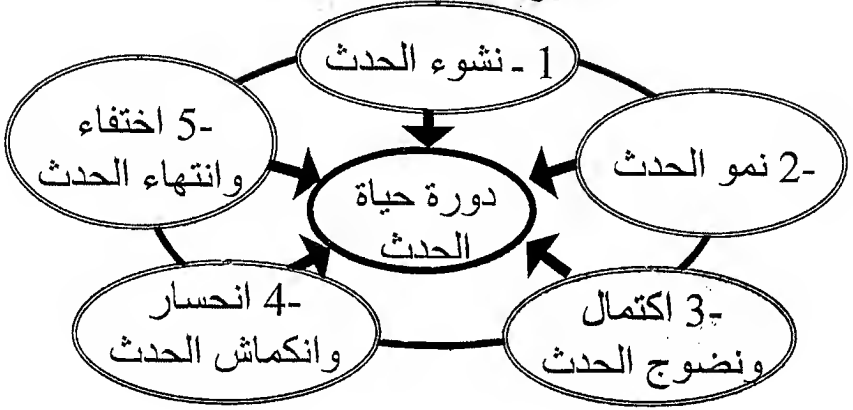 1 - نشوء الحدث
2- نمو الحدث
3- اكتمال
ونضوج الحدث
4- انحسار
وانكماش الحدث
5- اختفاء
وانتهاء الحدث
دورة حياة
الحدث